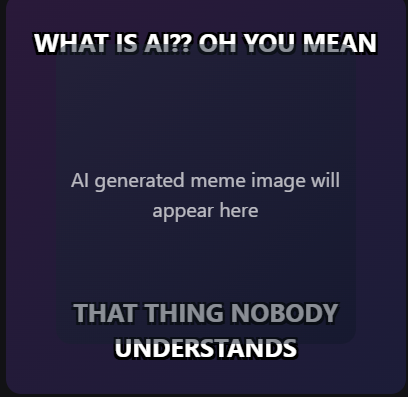 WHAT IS AI?? OH YOU MEAN
AI generated meme image will
appear here
THAT THING NOBODY
UNDERSTANDS